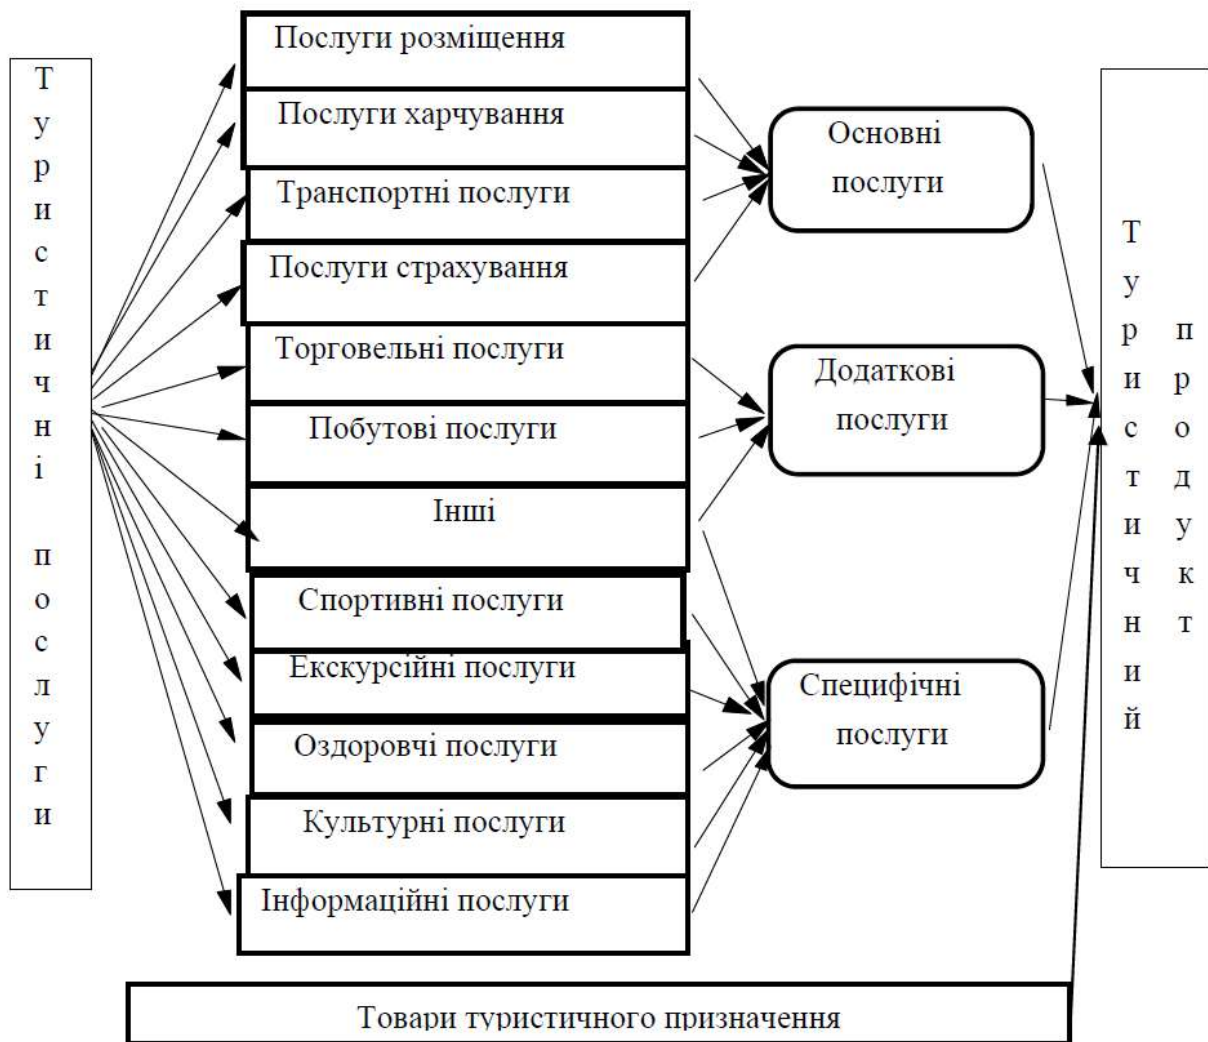 Туристичні послуги
Послуги розміщення
Послуги харчування
Транспортні послуги
Послуги страхування
Торговельні послуги
Побутові послуги
Інші
Спортивні послуги
Екскурсійні послуги
Оздоровчі послуги
Культурні послуги
Інформаційні послуги
Основні
послуги
Додаткові
послуги
Специфічні
послуги
Туристичний
продукт
Товари туристичного призначення